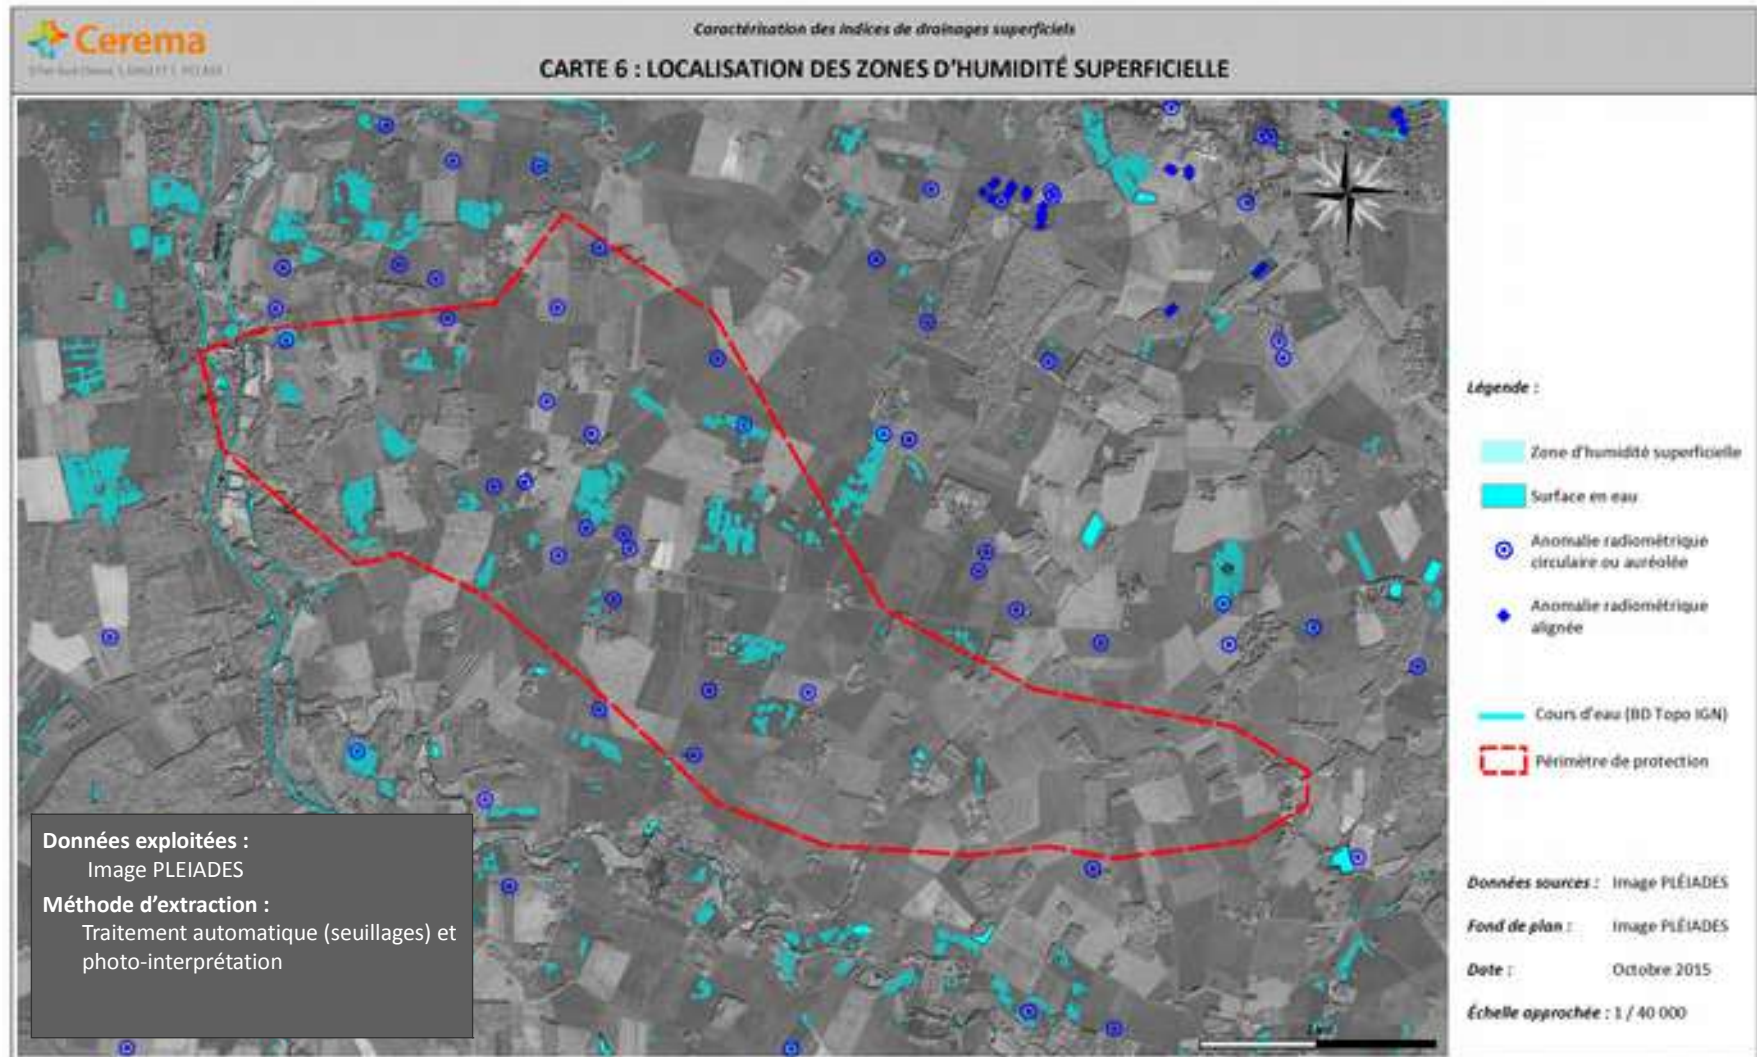 Cerema
Caractérisation des indices de drainages superficiels
CARTE 6 : LOCALISATION DES ZONES D'HUMIDITÉ SUPERFICIELLE
Légende :
Zone d'humidité superficielle
Surface en eau
Anomalie radiométrique
circulaire ou auréolée
Anomalie radiométrique
alignée
Cours d'eau (BD Topo IGN)
Périmètre de protection
Données sources : Image PLÉIADES
Fond de plan : Image PLÉIADES
Date : Octobre 2015
Échelle approchée : 1 / 40 000
Données exploitées :
Image PLEIADES
Méthode d'extraction :
Traitement automatique (seuillages) et
photo-interprétation